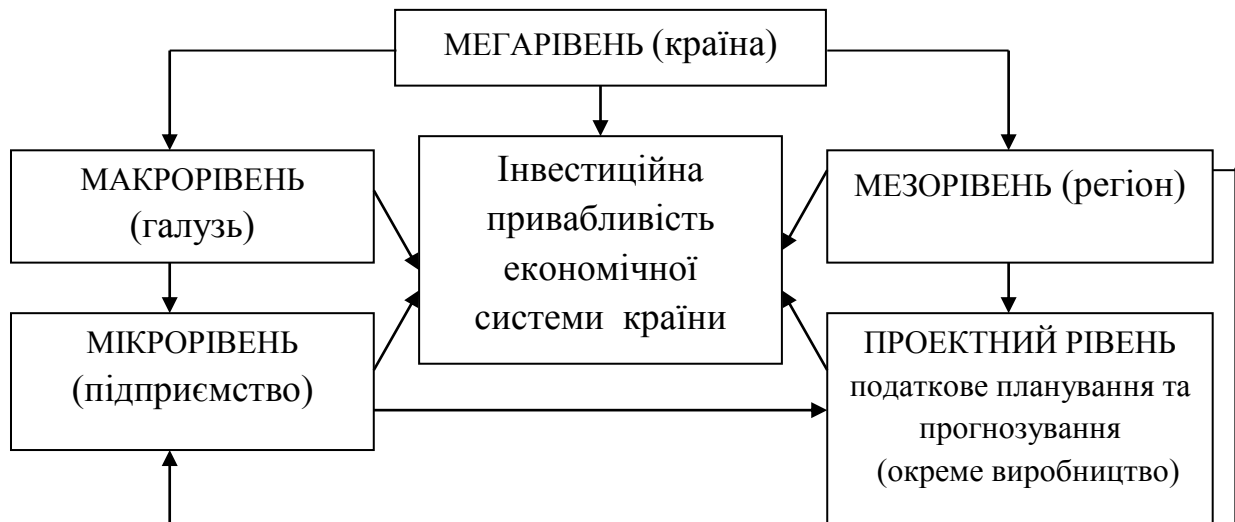 МЕГАРІВЕНЬ (країна)
МАКРОРІВЕНЬ
(галузь)
Інвестиційна
привабливість
економічної
системи країни
МЕЗОРІВЕНЬ (регіон)
МІКРОРІВЕНЬ
(підприємство)
ПРОЕКТНИЙ РІВЕНЬ
податкове планування та
прогнозування
(окреме виробництво)